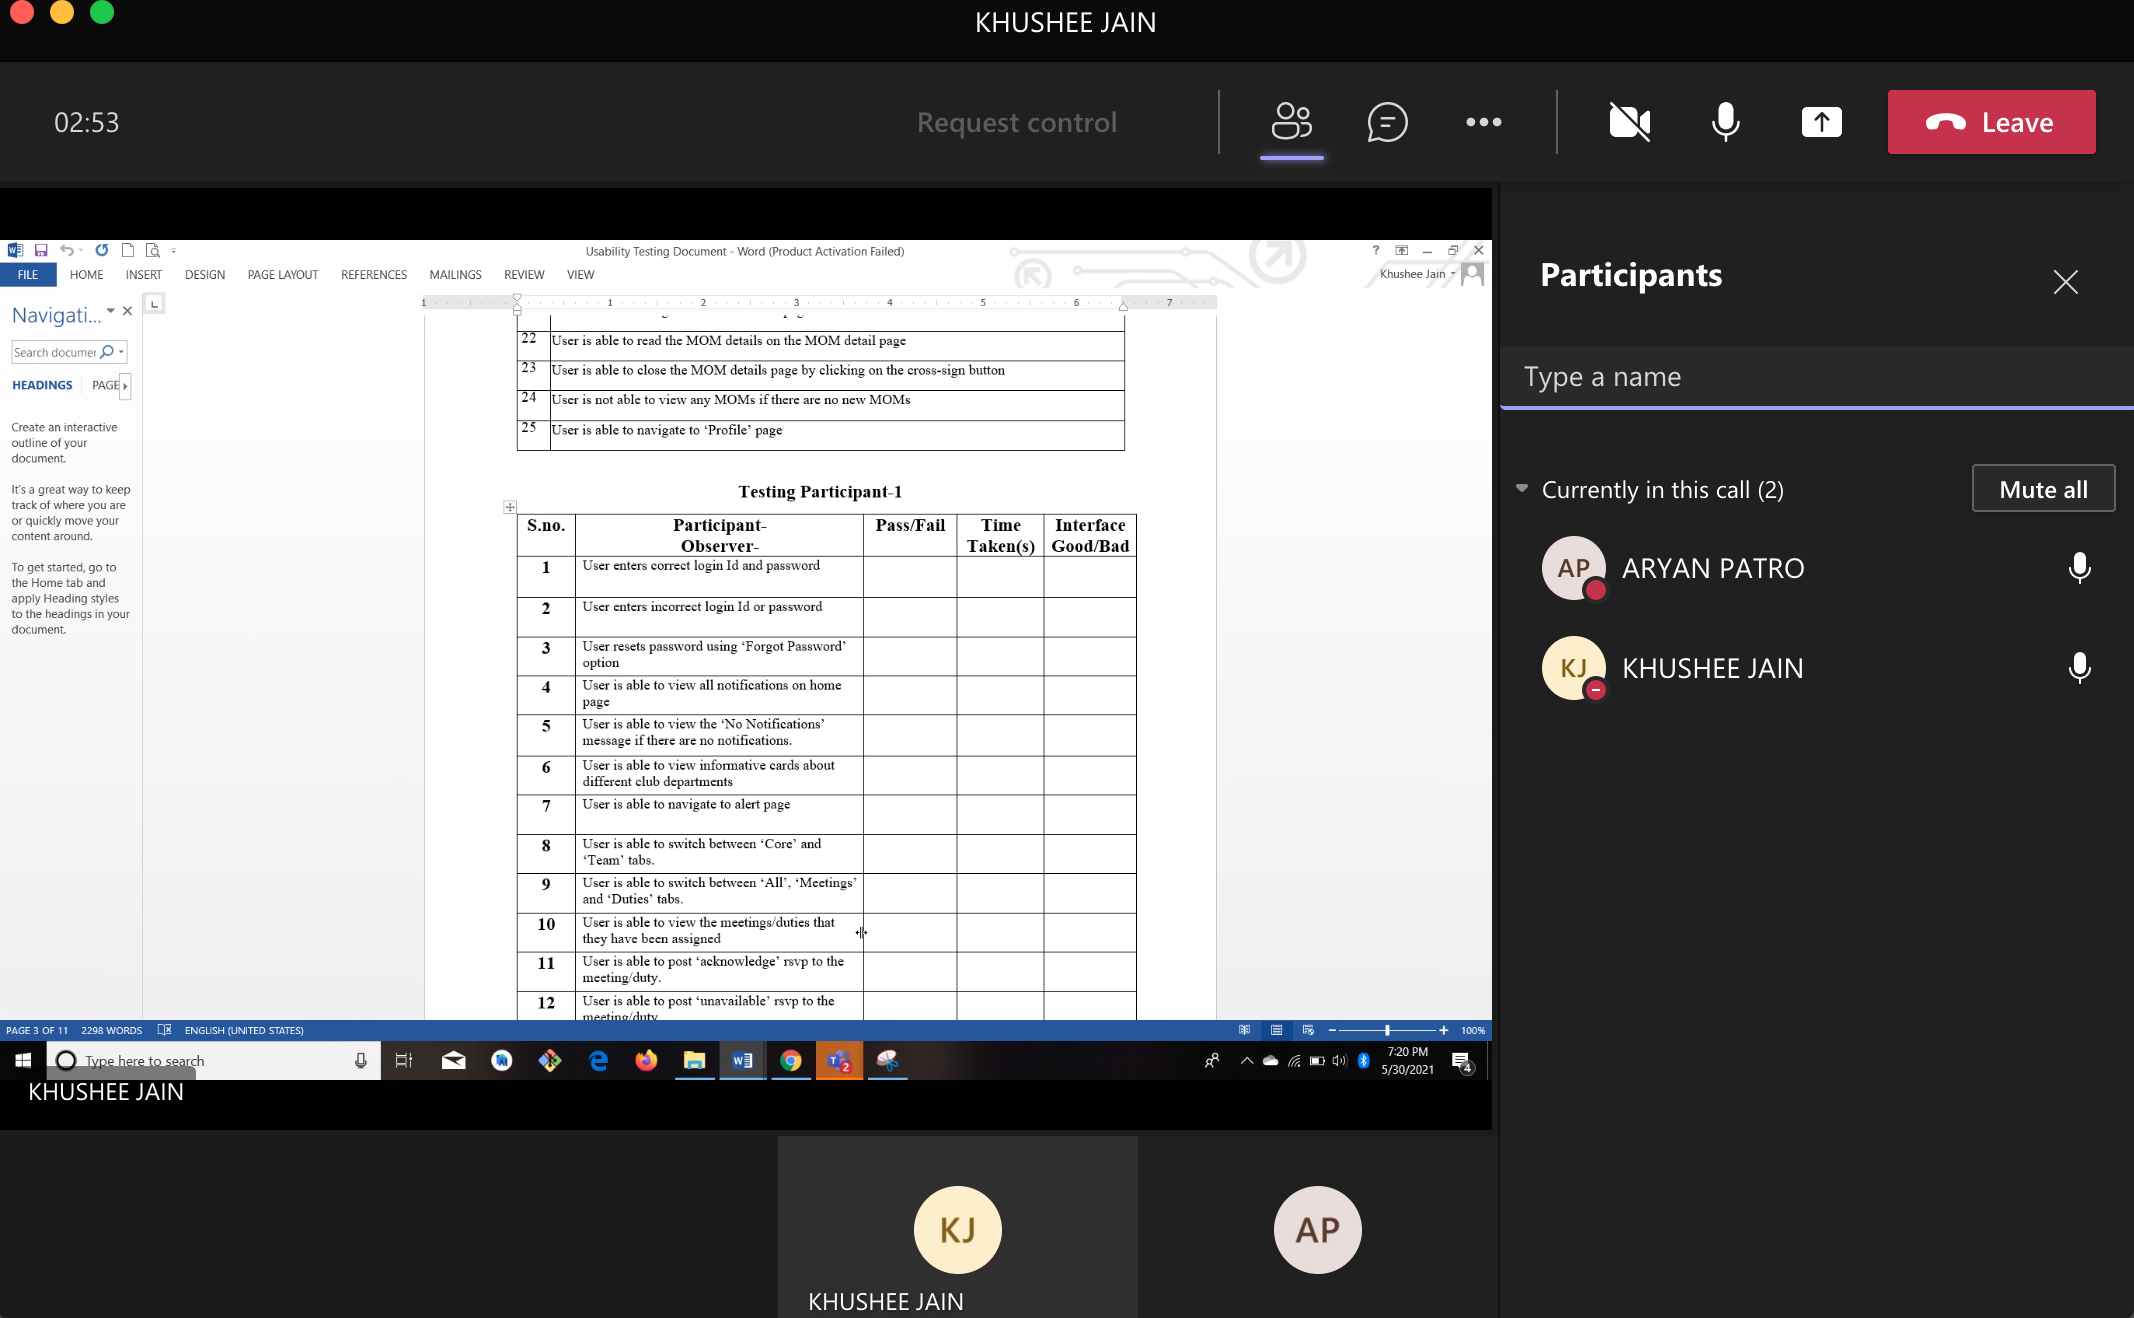 KHUSHEE JAIN
02:53
Request control
Leave
Usability Testing Document - Word (Product Activation Failed)
FILE HOME INSERT DESIGN PAGE LAYOUT REFERENCES MAILINGS REVIEW VIEW
Khushee Jain
Navigati...
Search documer
HEADINGS PAGE
Create an interactive
outline of your
document.
It's a great way to keep
track of where you are
or quickly move your
content around.
To get started, go to
the Home tab and
apply Heading styles
to the headings in your
document.
1 1 2 3 4 5 6 7
22 User is able to read the MOM details on the MOM detail page
23 User is able to close the MOM details page by clicking on the cross-sign button
24 User is not able to view any MOMs if there are no new MOMs
25 User is able to navigate to ‘Profile’ page
Testing Participant-1
S.no. Participant- Pass/Fail Time Interface
Observer- Taken(s) Good/Bad
1 User enters correct login Id and password
2 User enters incorrect login Id or password
3 User resets password using ‘Forgot Password’
option
4 User is able to view all notifications on home
page
5 User is able to view the ‘No Notifications’
message if there are no notifications.
6 User is able to view informative cards about
different club departments
7 User is able to navigate to alert page
8 User is able to switch between ‘Core’ and
‘Team’ tabs.
9 User is able to switch between ‘All’, ‘Meetings’
and ‘Duties’ tabs.
10 User is able to view the meetings/duties that
they have been assigned
11 User is able to post ‘acknowledge’ rsvp to the
meeting/duty.
12 User is able to post ‘unavailable’ rsvp to the
meeting/duty
PAGE 3 OF 11 2298 WORDS ENGLISH (UNITED STATES) 100%
Type here to search
2
7:20 PM
5/30/2021
4
KHUSHEE JAIN
KJ
KHUSHEE JAIN
AP
Participants
Type a name
Currently in this call (2) Mute all
AP ARYAN PATRO
KJ KHUSHEE JAIN